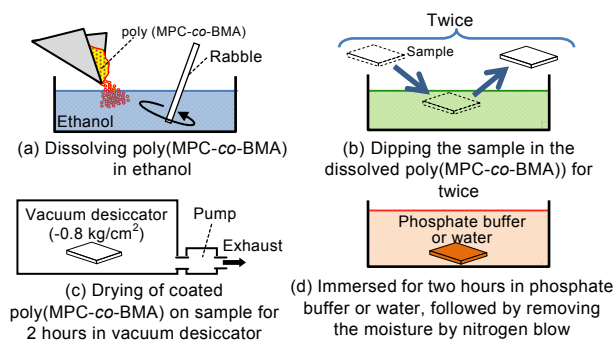 poly (MPC-co-BMA)
Rabble
Ethanol
(a) Dissolving poly(MPC-co-BMA)
in ethanol
Twice
Sample
(b) Dipping the sample in the
dissolved poly(MPC-co-BMA)) for
twice
Vacuum desiccator
(-0.8 kg/cm²)
Pump
Exhaust
(c) Drying of coated
poly(MPC-co-BMA) on sample for
2 hours in vacuum desiccator
Phosphate buffer
or water
(d) Immersed for two hours in phosphate
buffer or water, followed by removing
the moisture by nitrogen blow